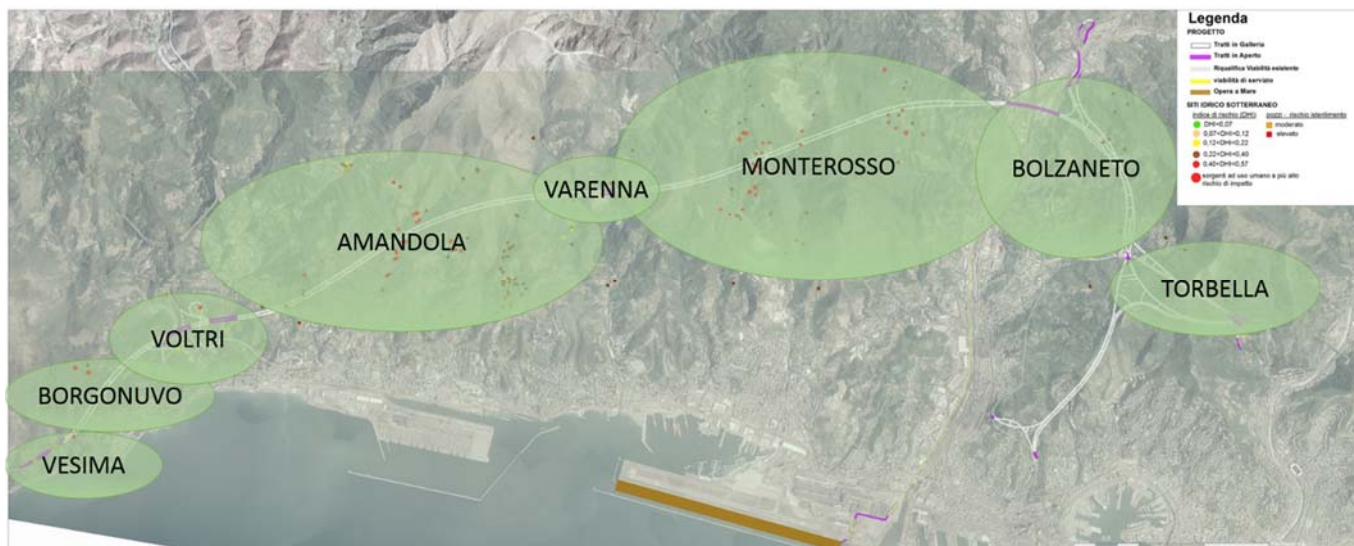 Legenda
PROGETTO
Tratti in Galleria
Tratti in Aperto
Riqualifica Viabilità esistente
viabilità di servizio
Opera a Mare
SITI IDRICO SOTTERRANEO
indice di rischio (DHI)
pozzi - rischio isterilimento
DHI<0,07
moderato
0,07<DHI<0,12
elevato
0,12<DHI<0,22
0,22<DHI<0,40
0,40<DHI<0,57
sorgenti ad uso umano a più alto
rischio di impatto
MONTEROSSO
BOLZANETO
VARENNA
AMANDOLA
TORBELLA
VOLTRI
BORGONUVO
VESIMA